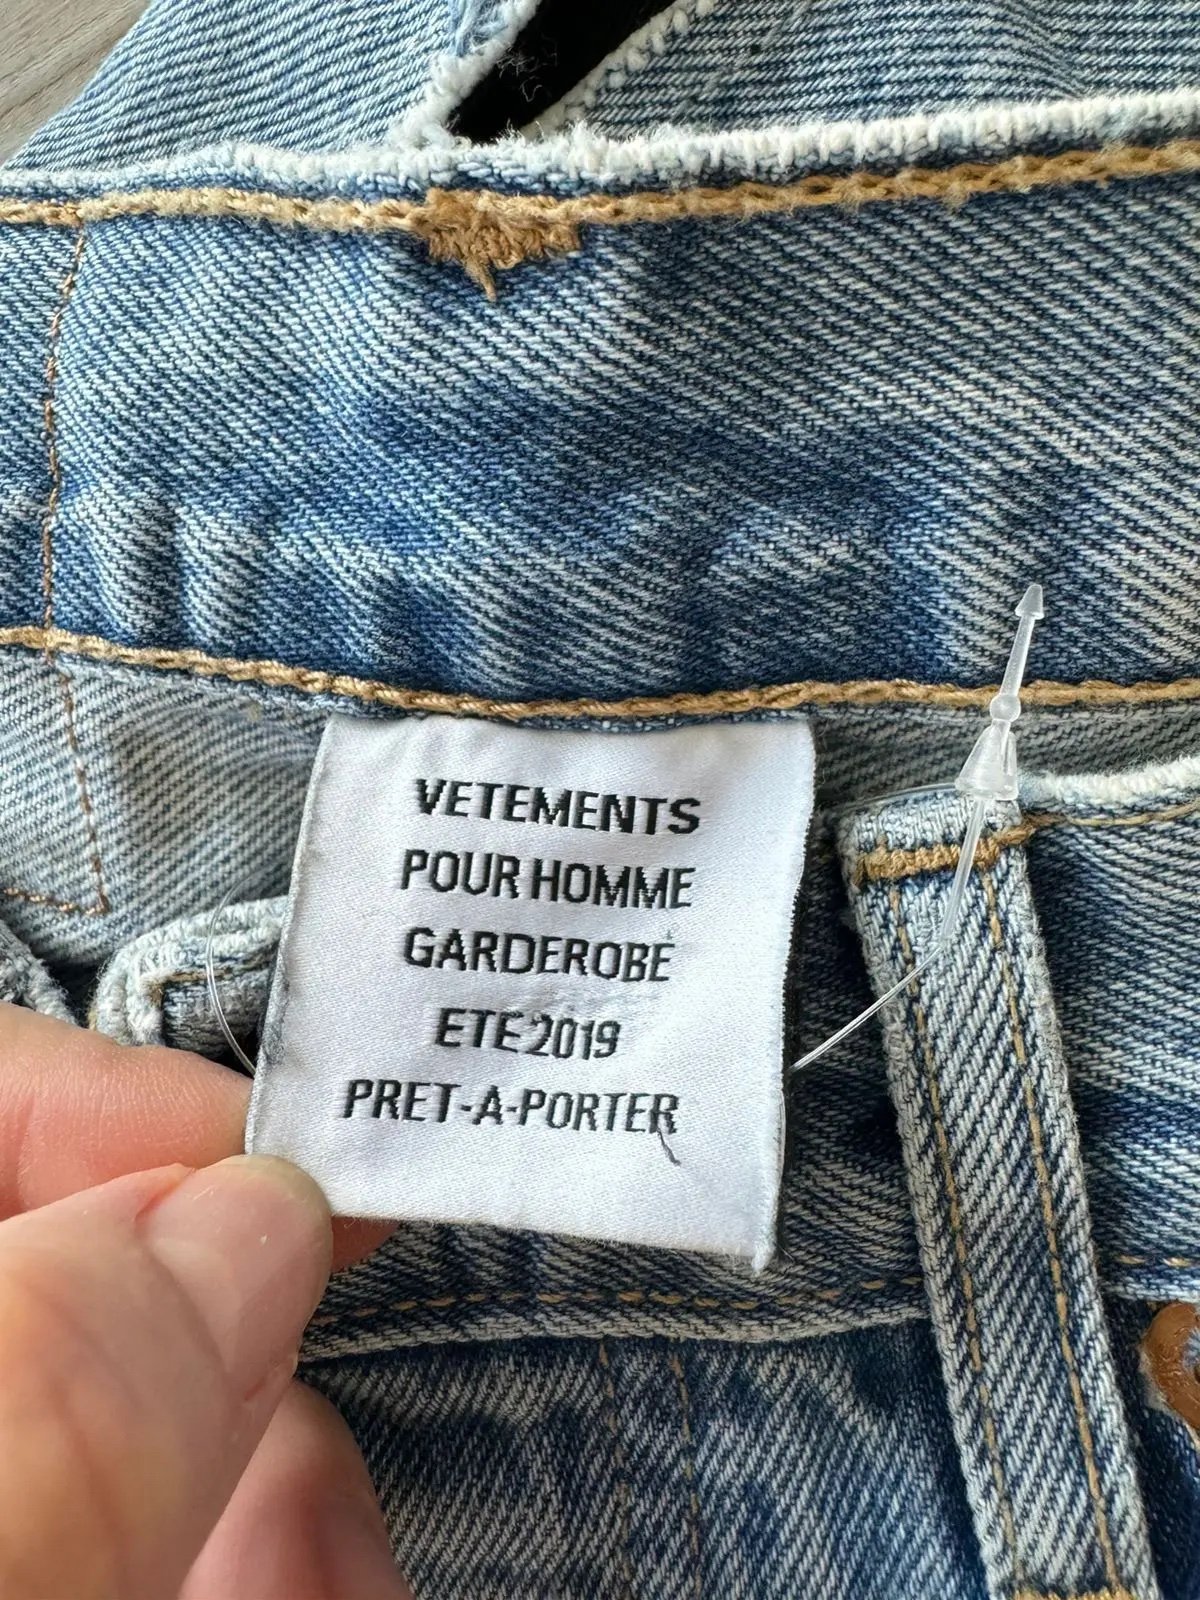 VETEMENTS
POUR HOMME
GARDEROBE
ETE 2019
PRET-A-PORTER